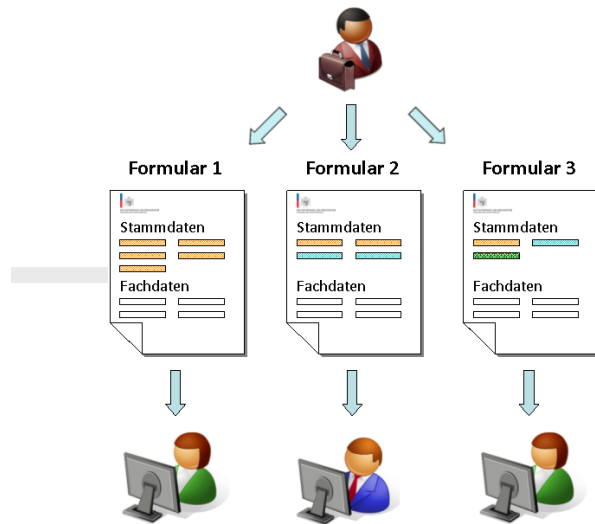 Formular 1
Formular 2
Formular 3
Stammdaten
Stammdaten
Stammdaten
Fachdaten
Fachdaten
Fachdaten